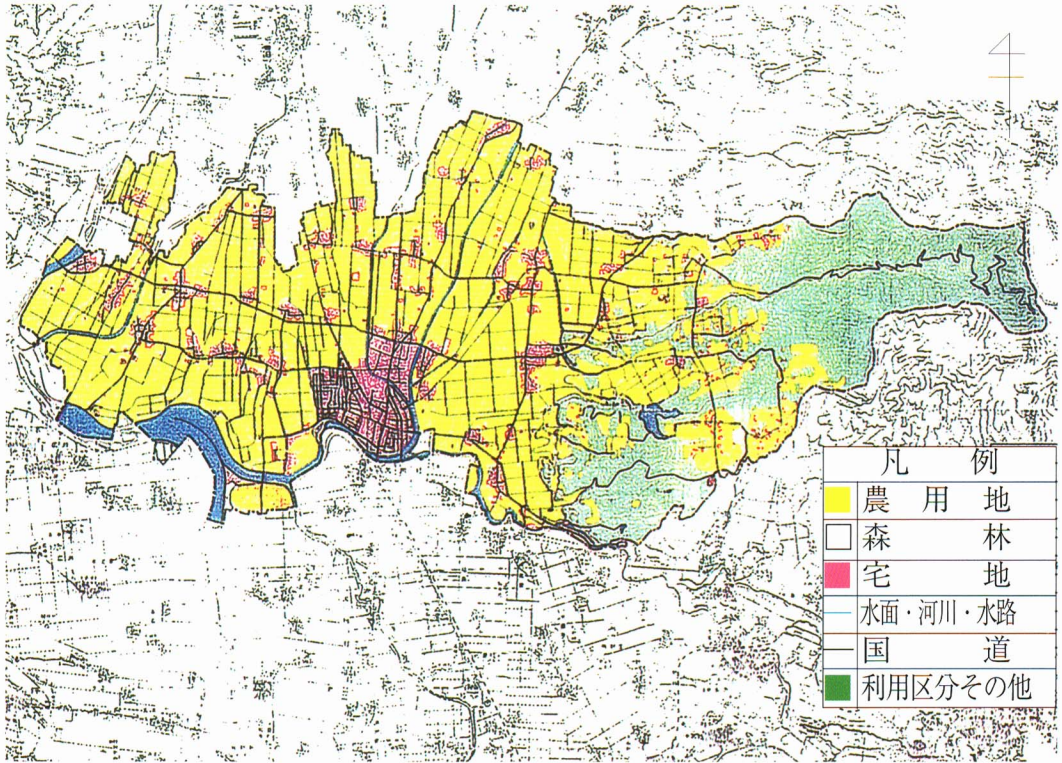 凡 例
農 用 地
森 林
宅 地
水面・河川・水路
国 道
利用区分その他